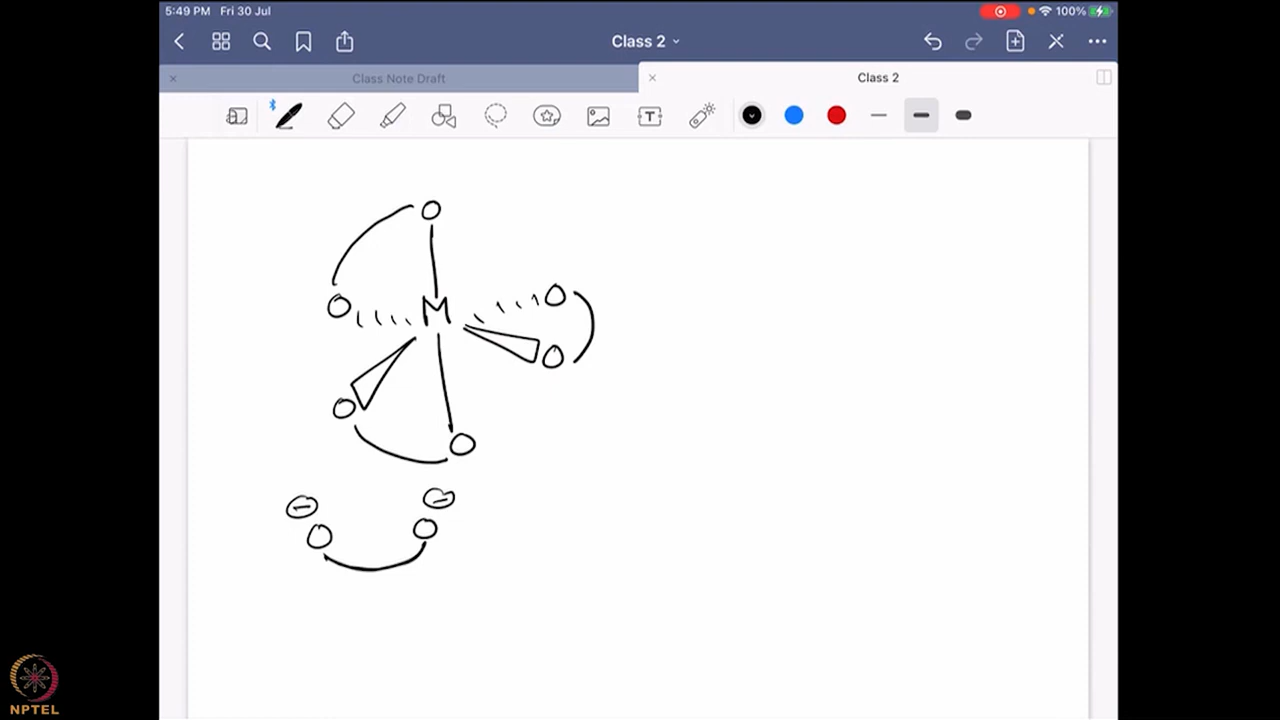 5:49 PM Fri 30 Jul 100%
Class 2
Class Note Draft Class 2
T
O
O M O
O
O
O
⊖ ⊖
O O
NPTEL